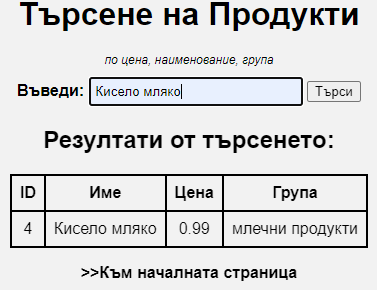 Търсене на Продукти
по цена, наименование, група
Въведи: Кисело мляко Търси
Резултати от търсенето:
ID Име Цена Група
4 Кисело мляко 0.99 млечни продукти
>>Към началната страница